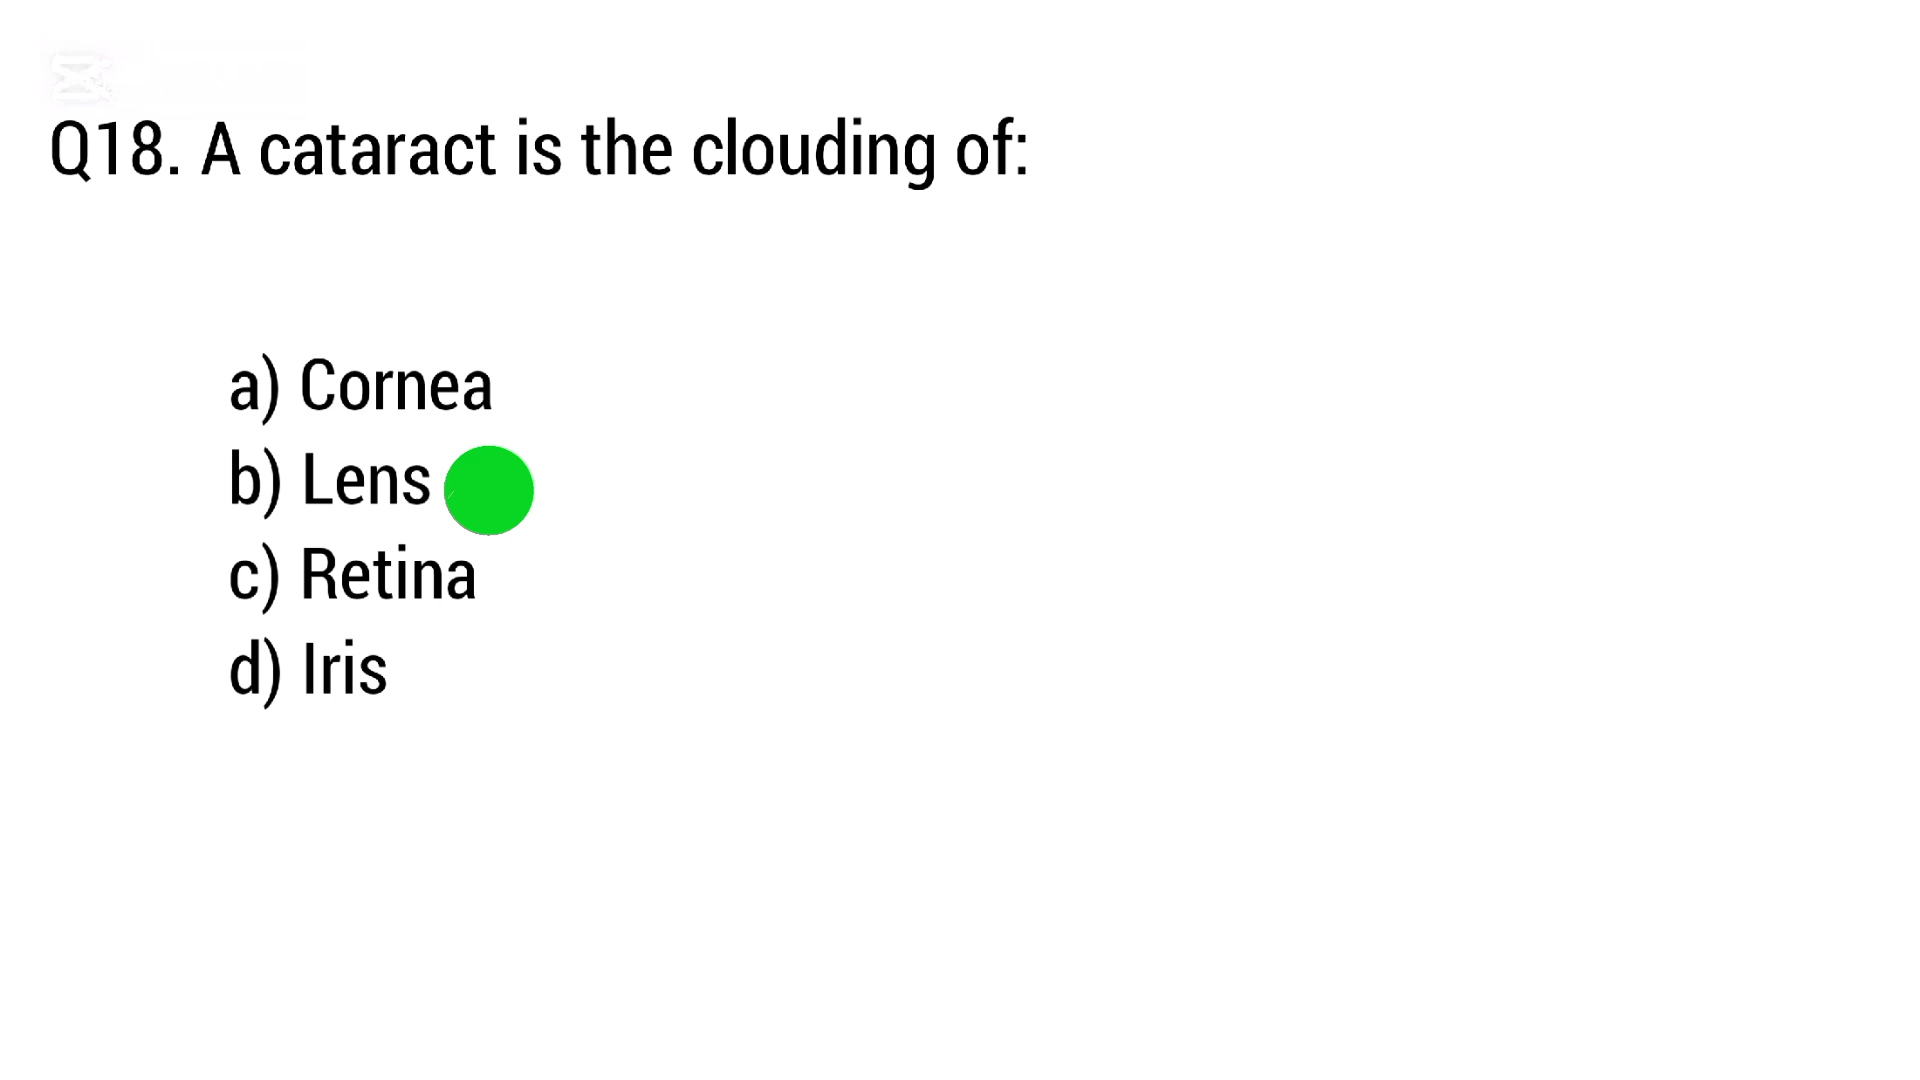 Q18. A cataract is the clouding of:
a) Cornea
b) Lens
c) Retina
d) Iris